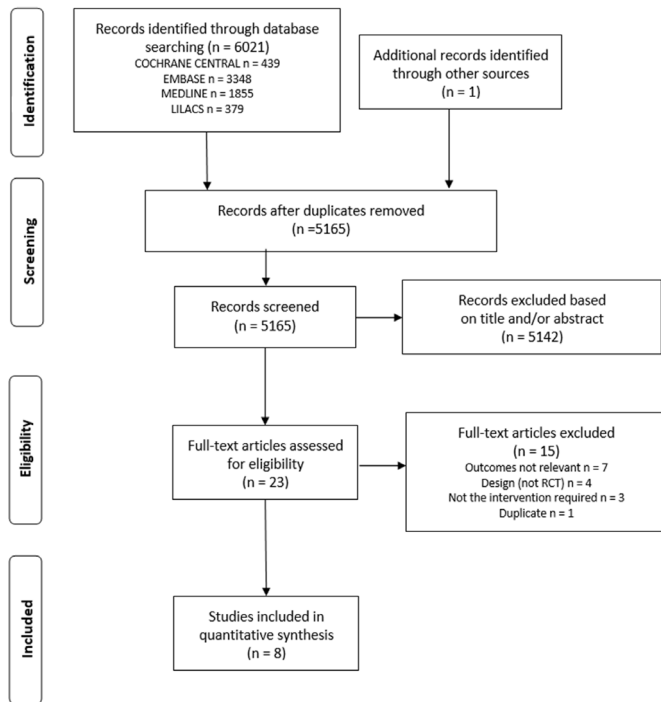 Identification
Records identified through database
searching (n = 6021)
COCHRANE CENTRAL n = 439
EMBASE n = 3348
MEDLINE n = 1855
LILACS n = 379
Additional records identified
through other sources
(n = 1)
Screening
Records after duplicates removed
(n =5165)
Records screened
(n = 5165)
Records excluded based
on title and/or abstract
(n = 5142)
Eligibility
Full-text articles assessed
for eligibility
(n = 23)
Full-text articles excluded
(n = 15)
Outcomes not relevant n = 7
Design (not RCT) n = 4
Not the intervention required n = 3
Duplicate n = 1
Included
Studies included in
quantitative synthesis
(n = 8)